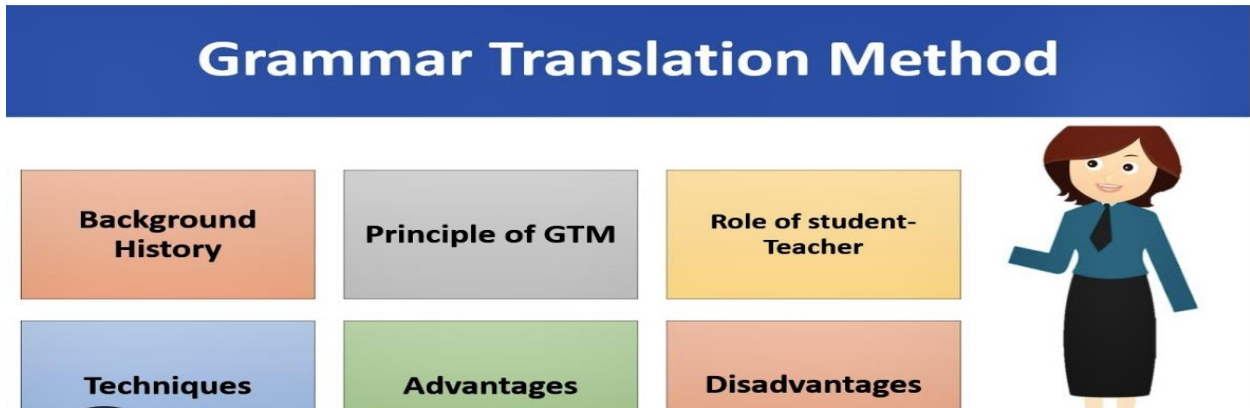 Grammar Translation Method
Background
History
Principle of GTM
Role of student-
Teacher
Techniques
Advantages
Disadvantages